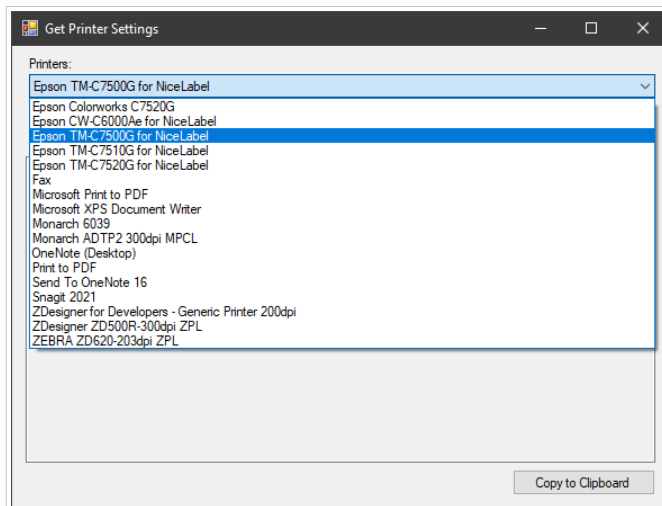 Get Printer Settings
Printers:
Epson TM-C7500G for NiceLabel
Epson Colorworks C7520G
Epson CW-C6000Ae for NiceLabel
Epson TM-C7500G for NiceLabel
Epson TM-C7510G for NiceLabel
Epson TM-C7520G for NiceLabel
Fax
Microsoft Print to PDF
Microsoft XPS Document Writer
Monarch 6039
Monarch ADTP2 300dpi MPCL
OneNote (Desktop)
Print to PDF
Send To OneNote 16
Snagit 2021
ZDesigner for Developers - Generic Printer 200dpi
ZDesigner ZD500R-300dpi ZPL
ZEBRA ZD620-203dpi ZPL
Copy to Clipboard